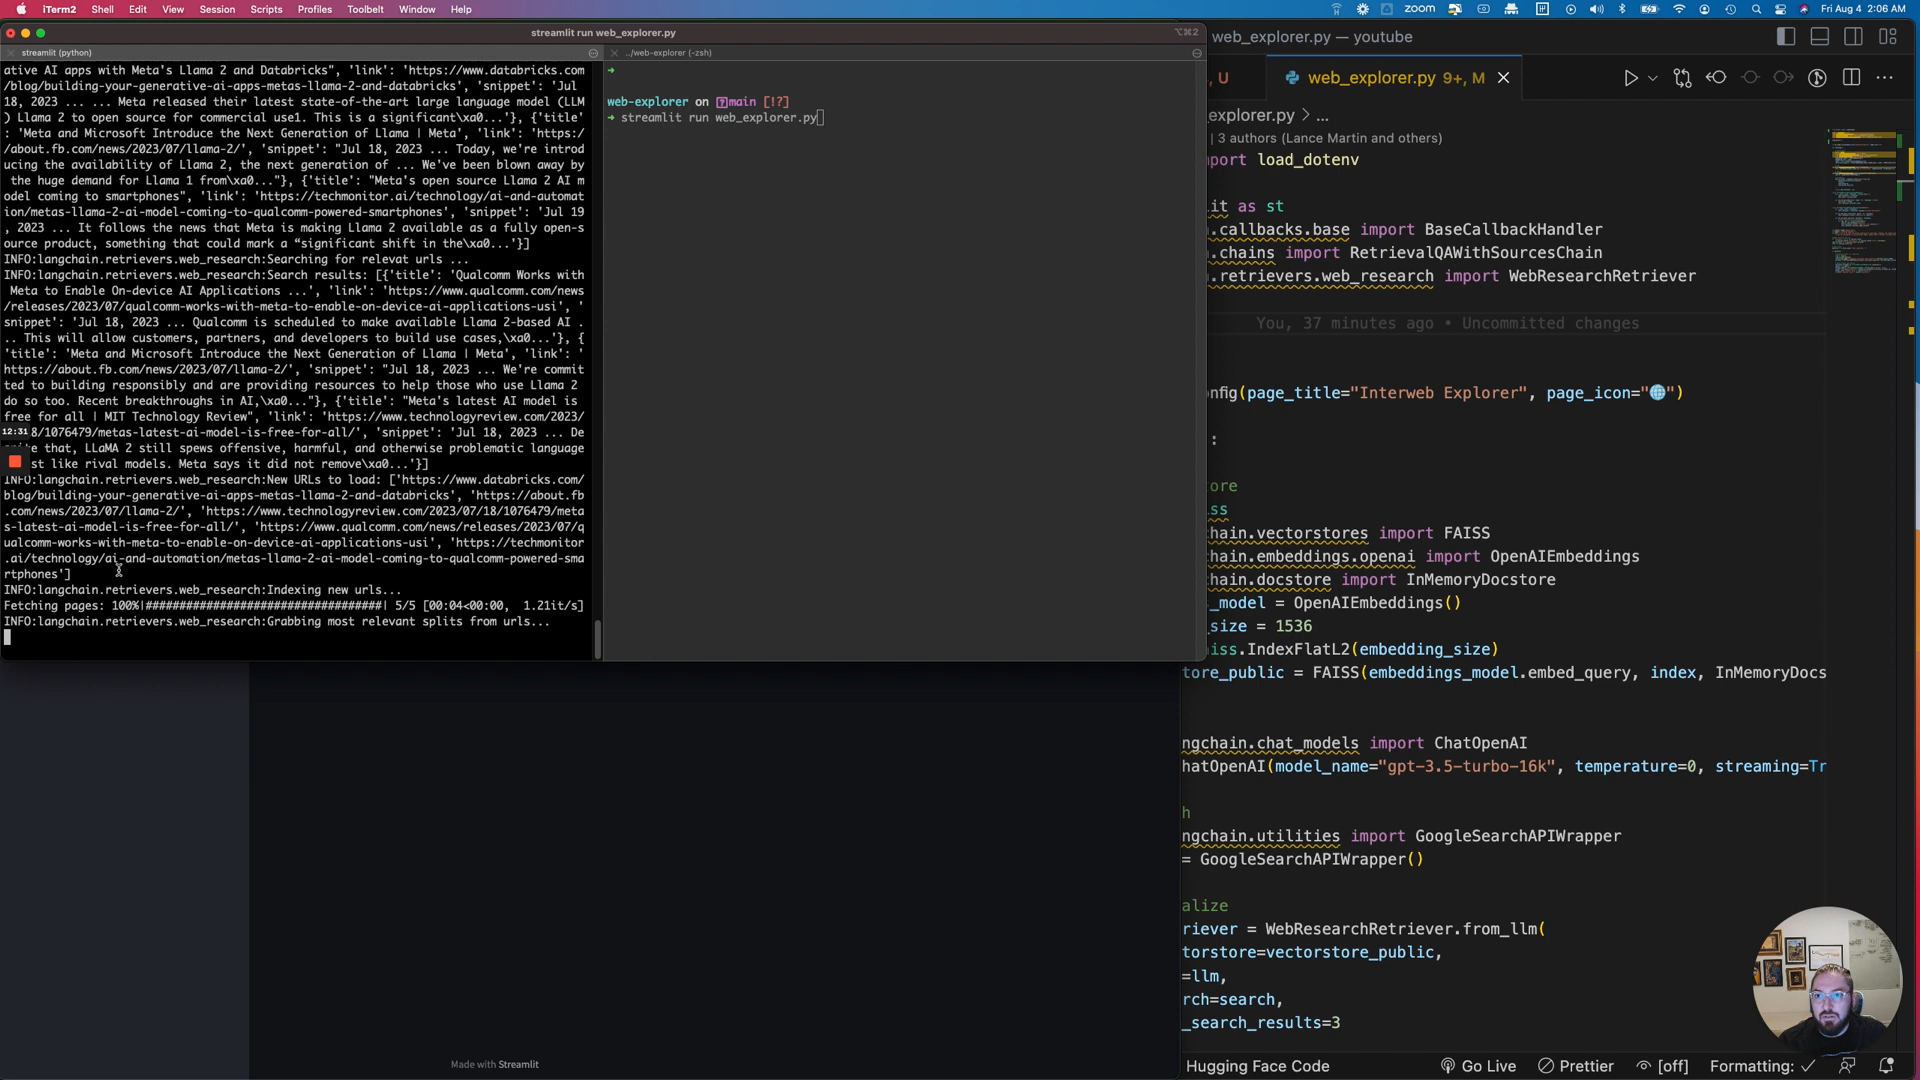 iTerm2 Shell Edit View Session Scripts Profiles Toolbelt Window Help
zoom Fri Aug 4 2:06 AM
streamlit run web_explorer.py
⌥⌘2
streamlit (python)
../web-explorer (-zsh)
ative AI apps with Meta's Llama 2 and Databricks", 'link': 'https://www.databricks.com
/blog/building-your-generative-ai-apps-metas-llama-2-and-databricks', 'snippet': 'Jul
18, 2023 ... ... Meta released their latest state-of-the-art large language model (LLM
) Llama 2 to open source for commercial use1. This is a significant\xa0...'}, {'title'
: 'Meta and Microsoft Introduce the Next Generation of Llama | Meta', 'link': 'https:/
/about.fb.com/news/2023/07/llama-2/', 'snippet': "Jul 18, 2023 ... Today, we're introd
ucing the availability of Llama 2, the next generation of ... We've been blown away by
the huge demand for Llama 1 from\xa0..."}, {'title': "Meta's open source Llama 2 AI m
odel coming to smartphones", 'link': 'https://techmonitor.ai/technology/ai-and-automat
ion/metas-llama-2-ai-model-coming-to-qualcomm-powered-smartphones', 'snippet': 'Jul 19
, 2023 ... It follows the news that Meta is making Llama 2 available as a fully open-s
ource product, something that could mark a “significant shift in the\xa0...'}]
INFO:langchain.retrievers.web_research:Searching for relevat urls ...
INFO:langchain.retrievers.web_research:Search results: [{'title': 'Qualcomm Works with
Meta to Enable On-device AI Applications ...', 'link': 'https://www.qualcomm.com/news
/releases/2023/07/qualcomm-works-with-meta-to-enable-on-device-ai-applications-usi', '
snippet': 'Jul 18, 2023 ... Qualcomm is scheduled to make available Llama 2-based AI .
.. This will allow customers, partners, and developers to build use cases,\xa0...'}, {
'title': 'Meta and Microsoft Introduce the Next Generation of Llama | Meta', 'link': '
https://about.fb.com/news/2023/07/llama-2/', 'snippet': "Jul 18, 2023 ... We're commit
ted to building responsibly and are providing resources to help those who use Llama 2
do so too. Recent breakthroughs in AI,\xa0..."}, {'title': "Meta's latest AI model is
free for all | MIT Technology Review", 'link': 'https://www.technologyreview.com/2023/
12:31 8/1076479/metas-latest-ai-model-is-free-for-all/', 'snippet': 'Jul 18, 2023 ... De
that, LLaMA 2 still spews offensive, harmful, and otherwise problematic language
st like rival models. Meta says it did not remove\xa0...'}]
INFO:langchain.retrievers.web_research:New URLs to load: ['https://www.databricks.com/
blog/building-your-generative-ai-apps-metas-llama-2-and-databricks', 'https://about.fb
.com/news/2023/07/llama-2/', 'https://www.technologyreview.com/2023/07/18/1076479/meta
s-latest-ai-model-is-free-for-all/', 'https://www.qualcomm.com/news/releases/2023/07/q
ualcomm-works-with-meta-to-enable-on-device-ai-applications-usi', 'https://techmonitor
.ai/technology/ai-and-automation/metas-llama-2-ai-model-coming-to-qualcomm-powered-sma
rtphones']
INFO:langchain.retrievers.web_research:Indexing new urls...
Fetching pages: 100%|###################################| 5/5 [00:04<00:00, 1.21it/s]
INFO:langchain.retrievers.web_research:Grabbing most relevant splits from urls...
➜
web-explorer on main [!?]
➜ streamlit run web_explorer.py
web_explorer.py — youtube
, U
web_explorer.py 9+, M
explorer.py > ...
| 3 authors (Lance Martin and others)
port load_dotenv
it as st
.callbacks.base import BaseCallbackHandler
.chains import RetrievalQAWithSourcesChain
.retrievers.web_research import WebResearchRetriever
You, 37 minutes ago • Uncommitted changes
nfig(page_title="Interweb Explorer", page_icon="🌐")
:
ore
ss
chain.vectorstores import FAISS
chain.embeddings.openai import OpenAIEmbeddings
chain.docstore import InMemoryDocstore
s_model = OpenAIEmbeddings()
_size = 1536
iss.IndexFlatL2(embedding_size)
tore_public = FAISS(embeddings_model.embed_query, index, InMemoryDocs
ngchain.chat_models import ChatOpenAI
hatOpenAI(model_name="gpt-3.5-turbo-16k", temperature=0, streaming=Tr
h
ngchain.utilities import GoogleSearchAPIWrapper
= GoogleSearchAPIWrapper()
alize
riever = WebResearchRetriever.from_llm(
torstore=vectorstore_public,
=llm,
rch=search,
_search_results=3
Made with Streamlit
Hugging Face Code Go Live Prettier [off] Formatting: ✓